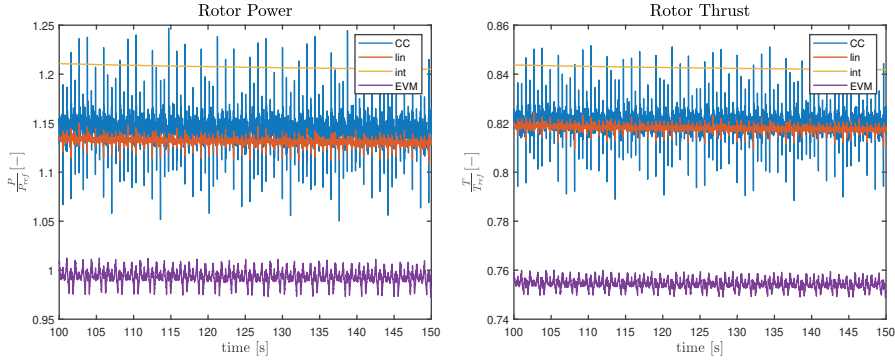 Rotor Power
1.25
1.2
1.15
1.1
1.05
1
0.95
P/P_ref [−]
CC
lin
int
EVM
100 105 110 115 120 125 130 135 140 145 150
time [s]
Rotor Thrust
0.86
0.84
0.82
0.8
0.78
0.76
0.74
T/T_ref [−]
CC
lin
int
EVM
100 105 110 115 120 125 130 135 140 145 150
time [s]